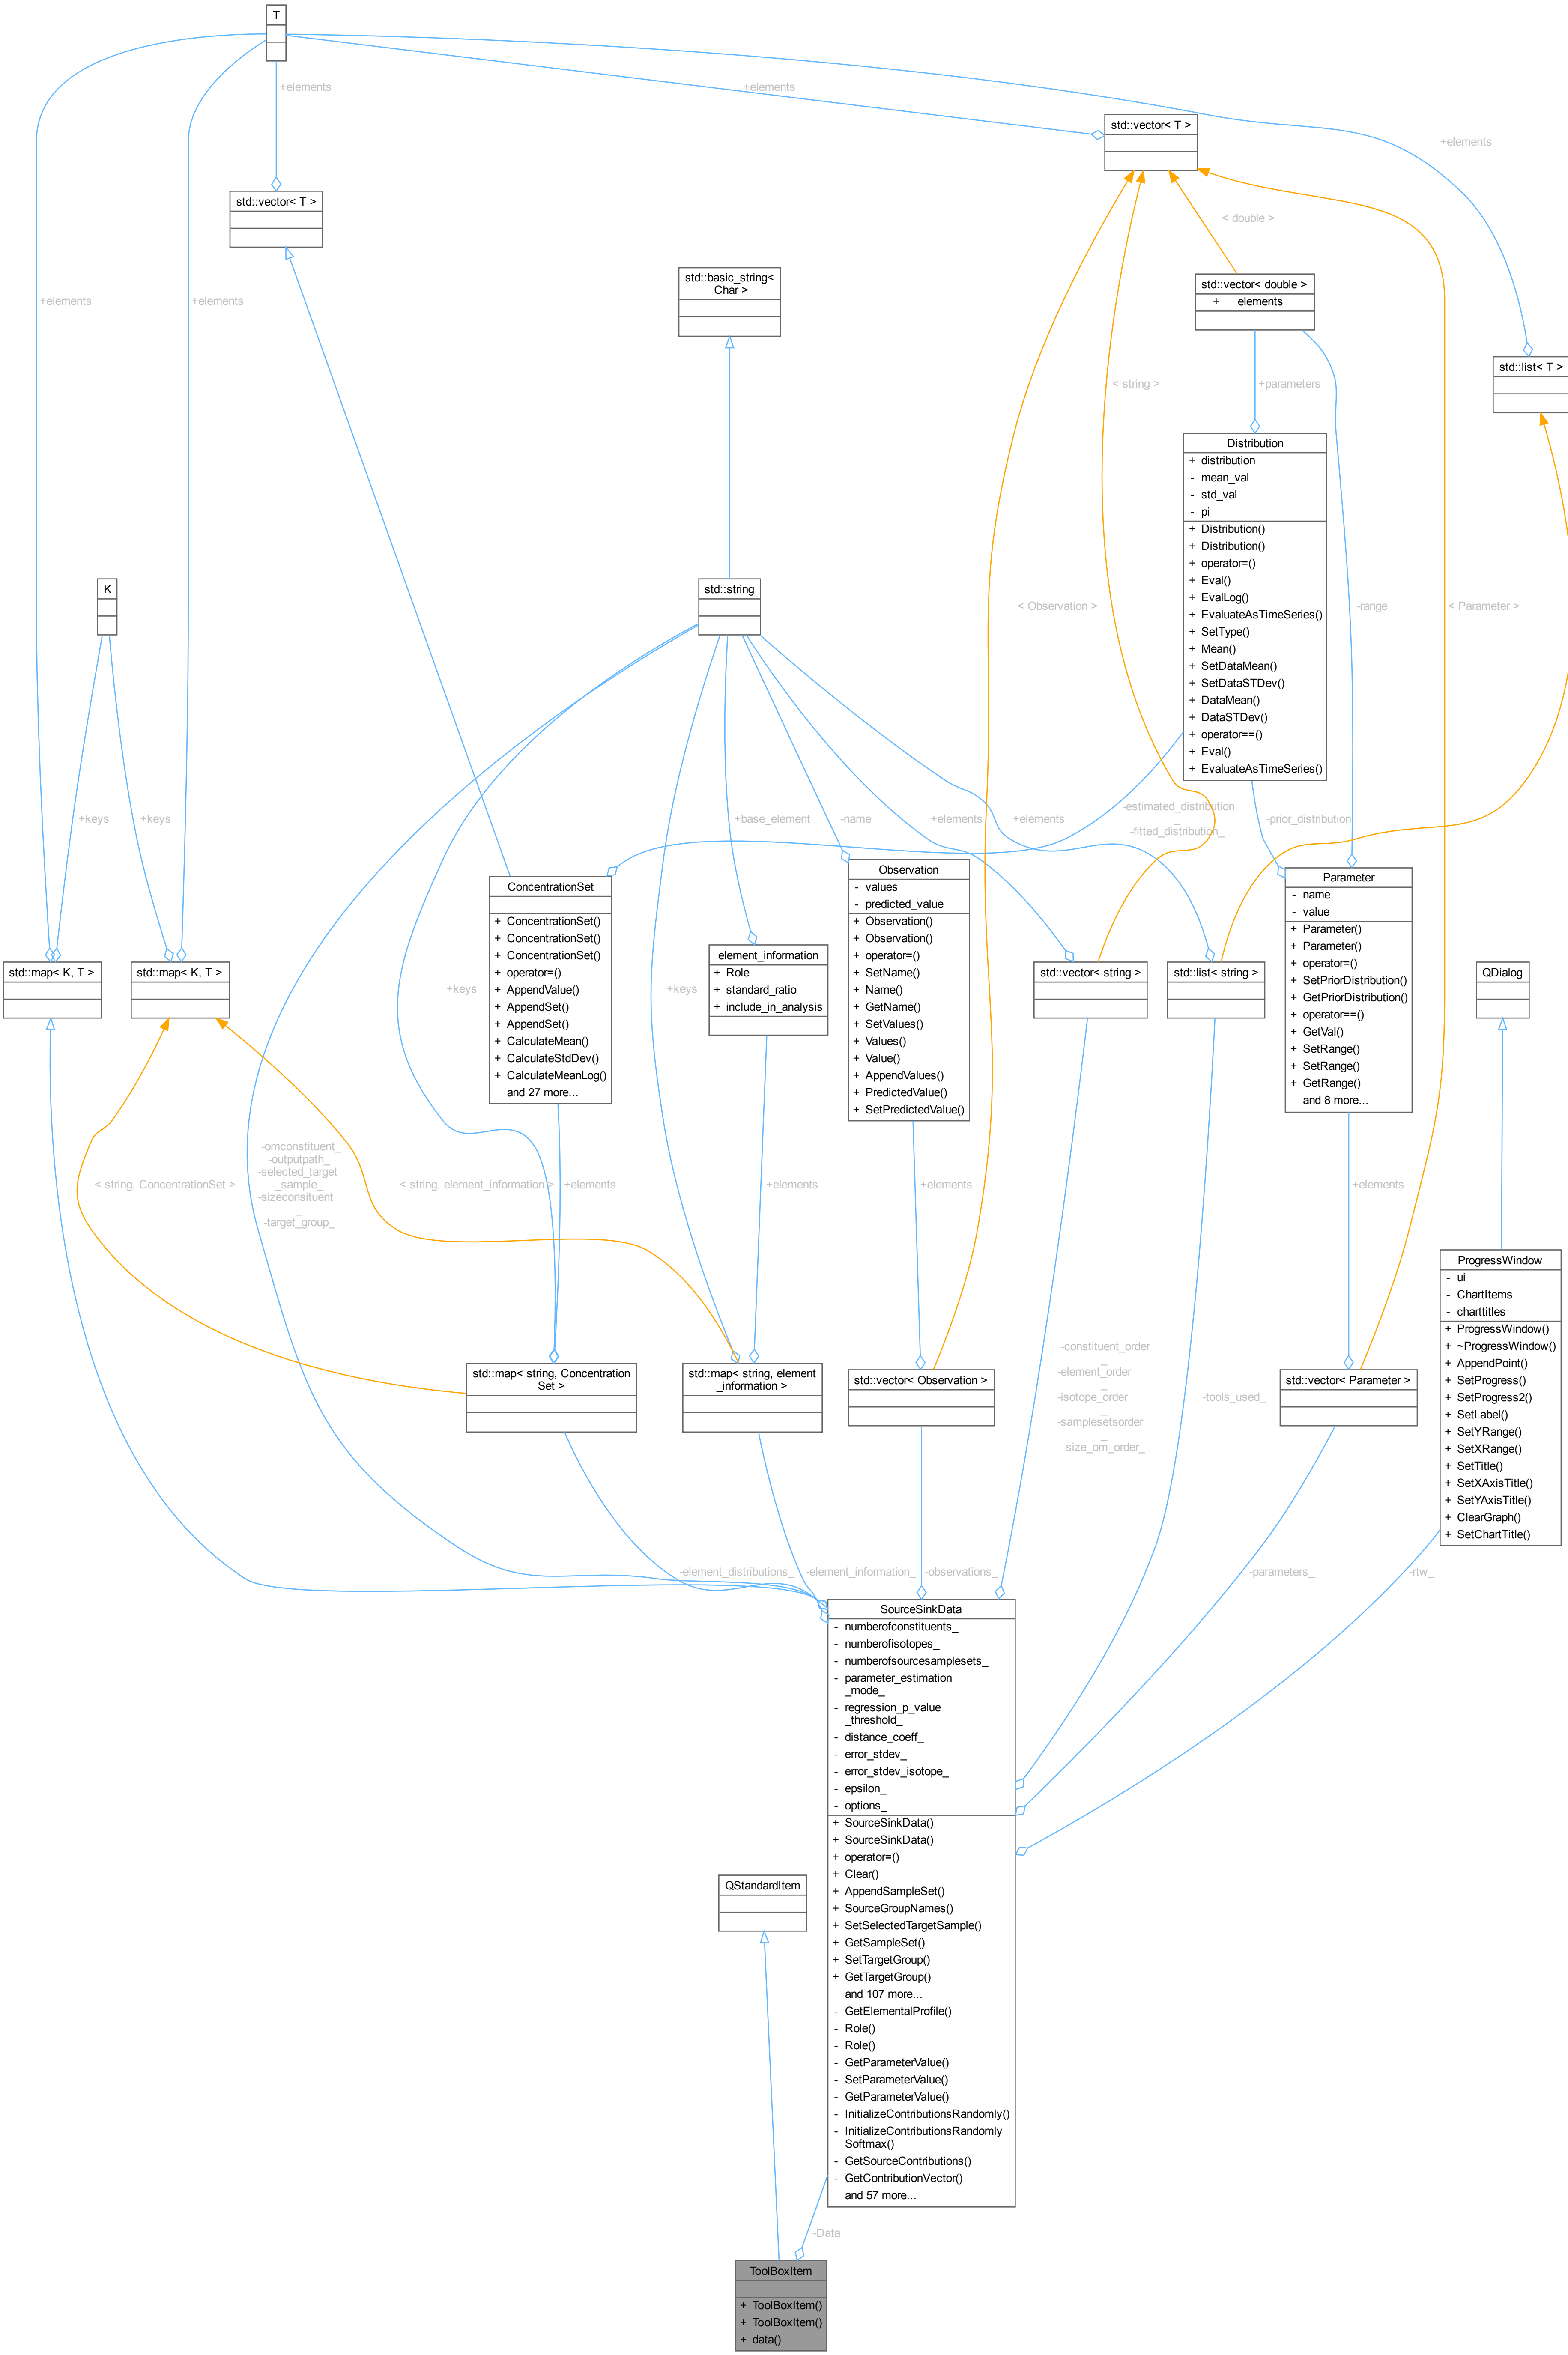 T
+elements
+elements
std::vector< T >
+elements
std::vector< T >
< double >
std::basic_string<
Char >
std::vector< double >
+ elements
+elements
+elements
std::list< T >
+parameters
< string >
Distribution
+ distribution
- mean_val
- std_val
- pi
+ Distribution()
+ Distribution()
+ operator=()
+ Eval()
+ EvalLog()
+ EvaluateAsTimeSeries()
+ SetType()
+ Mean()
+ SetDataMean()
+ SetDataSTDev()
+ DataMean()
+ DataSTDev()
+ operator==()
+ Eval()
+ EvaluateAsTimeSeries()
K
std::string
< Observation >
-range
< Parameter >
+keys
+keys
+base_element
-name
+elements
+elements
-estimated_distribution
_
-fitted_distribution_
-prior_distribution
ConcentrationSet
+ ConcentrationSet()
+ ConcentrationSet()
+ ConcentrationSet()
+ operator=()
+ AppendValue()
+ AppendSet()
+ AppendSet()
+ CalculateMean()
+ CalculateStdDev()
+ CalculateMeanLog()
and 27 more...
Observation
- values
- predicted_value
+ Observation()
+ Observation()
+ operator=()
+ SetName()
+ Name()
+ GetName()
+ SetValues()
+ Values()
+ Value()
+ AppendValues()
+ PredictedValue()
+ SetPredictedValue()
Parameter
- name
- value
+ Parameter()
+ Parameter()
+ operator=()
+ SetPriorDistribution()
+ GetPriorDistribution()
+ operator==()
+ GetVal()
+ SetRange()
+ SetRange()
+ GetRange()
and 8 more...
std::map< K, T >
std::map< K, T >
+keys
+keys
element_information
+ Role
+ standard_ratio
+ include_in_analysis
std::vector< string >
std::list< string >
QDialog
-omconstituent_
-outputpath_
-selected_target
_sample_
-sizeconsituent
_
-target_group_
< string, ConcentrationSet >
< string, element_information >
+elements
+elements
+elements
+elements
ProgressWindow
- ui
- ChartItems
- charttitles
+ ProgressWindow()
+ ~ProgressWindow()
+ AppendPoint()
+ SetProgress()
+ SetProgress2()
+ SetLabel()
+ SetYRange()
+ SetXRange()
+ SetTitle()
+ SetXAxisTitle()
+ SetYAxisTitle()
+ ClearGraph()
+ SetChartTitle()
std::map< string, Concentration
Set >
std::map< string, element
_information >
std::vector< Observation >
-constituent_order
_
-element_order
_
-isotope_order
_
-samplesetsorder
_
-size_om_order_
-tools_used_
std::vector< Parameter >
-element_distributions_
-element_information_
-observations_
-parameters_
-rtw_
SourceSinkData
- numberofconstituents_
- numberofisotopes_
- numberofsourcesamplesets_
- parameter_estimation
_mode_
- regression_p_value
_threshold_
- distance_coeff_
- error_stdev_
- error_stdev_isotope_
- epsilon_
- options_
+ SourceSinkData()
+ SourceSinkData()
+ operator=()
+ Clear()
+ AppendSampleSet()
+ SourceGroupNames()
+ SetSelectedTargetSample()
+ GetSampleSet()
+ SetTargetGroup()
+ GetTargetGroup()
and 107 more...
- GetElementalProfile()
- Role()
- Role()
- GetParameterValue()
- SetParameterValue()
- GetParameterValue()
- InitializeContributionsRandomly()
- InitializeContributionsRandomly
Softmax()
- GetSourceContributions()
- GetContributionVector()
and 57 more...
QStandardItem
-Data
ToolBoxItem
+ ToolBoxItem()
+ ToolBoxItem()
+ data()